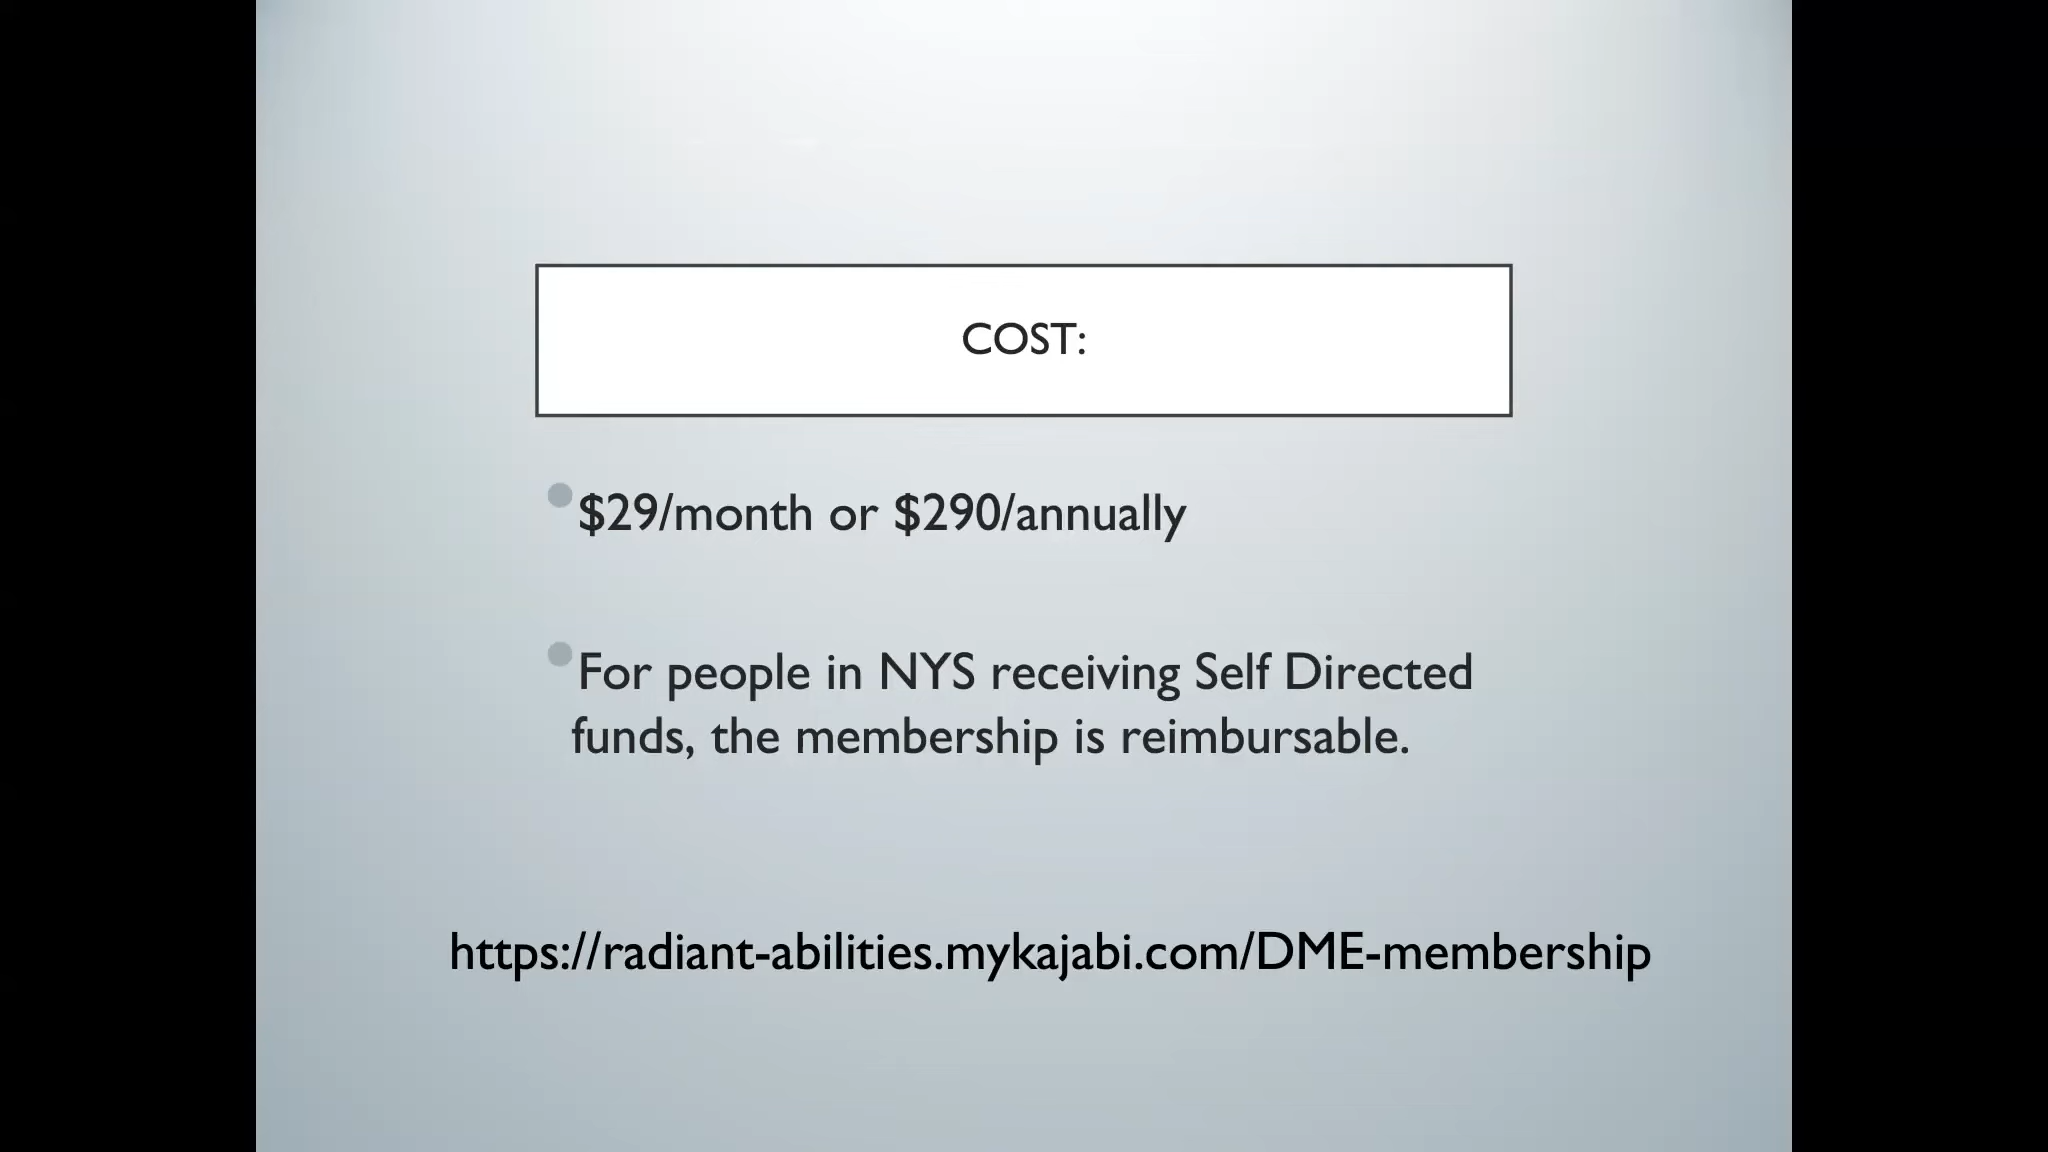 COST:
$29/month or $290/annually
For people in NYS receiving Self Directed
funds, the membership is reimbursable.
https://radiant-abilities.mykajabi.com/DME-membership